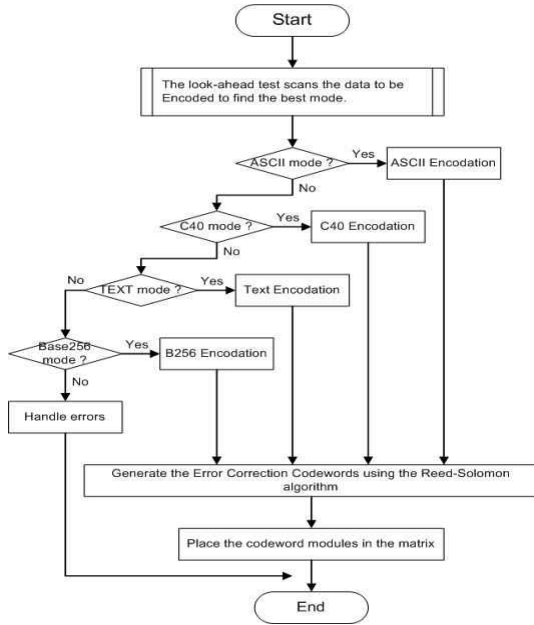 Start
The look-ahead test scans the data to be
Encoded to find the best mode.
ASCII mode ?
Yes
ASCII Encodation
No
C40 mode ?
Yes
C40 Encodation
No
TEXT mode ?
Yes
Text Encodation
No
Base256
mode ?
Yes
B256 Encodation
No
Handle errors
Generate the Error Correction Codewords using the Reed-Solomon
algorithm
Place the codeword modules in the matrix
End